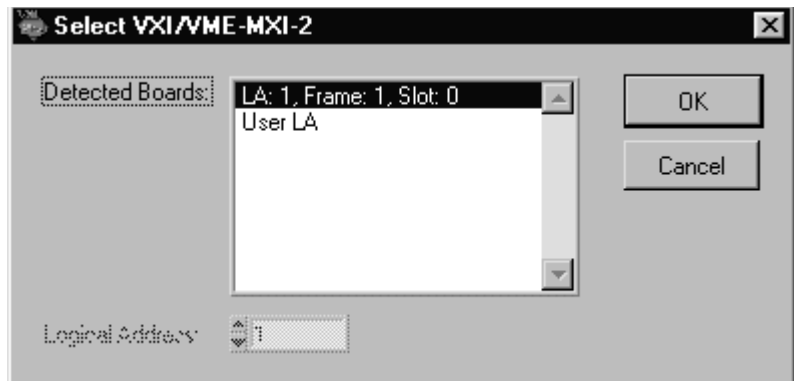 Select VXI/VME-MXI-2
Detected Boards:
LA: 1, Frame: 1, Slot: 0
User LA
OK
Cancel
Logical Address:
1